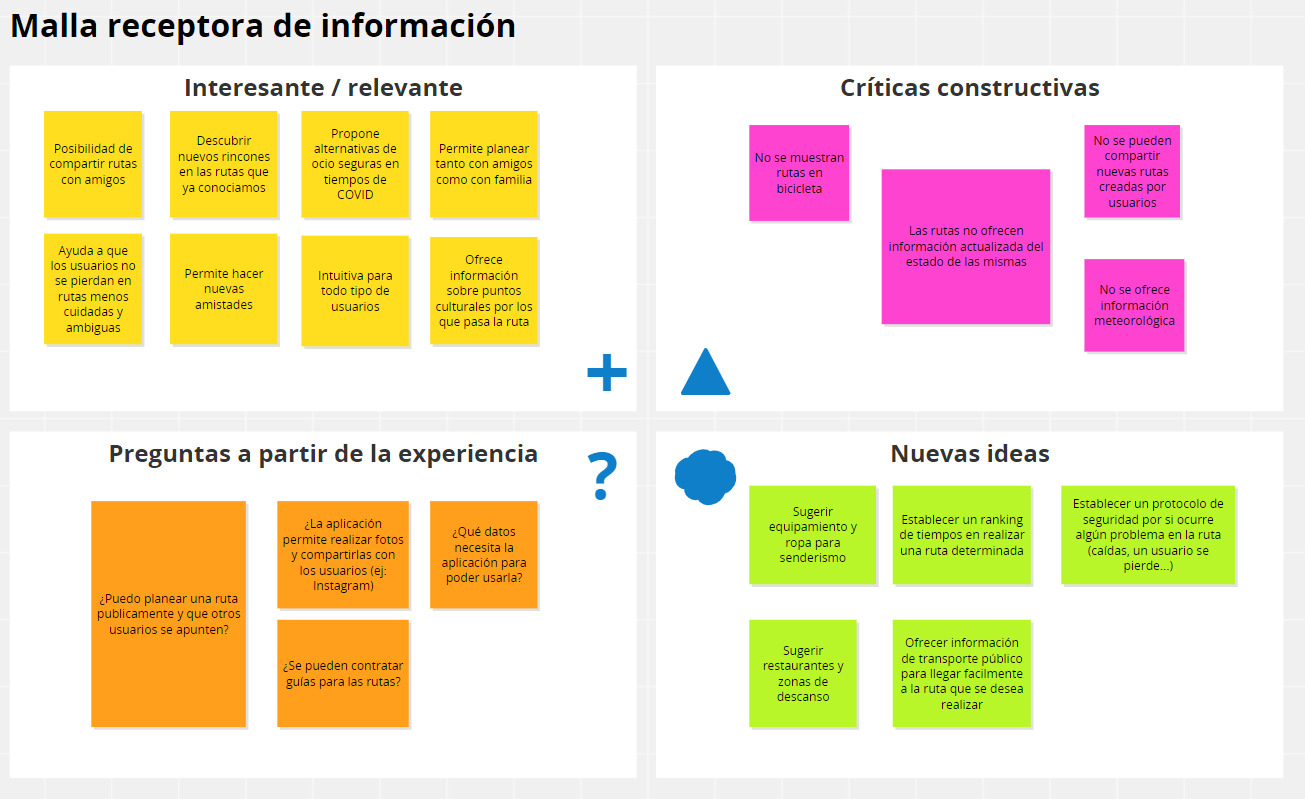 Malla receptora de información
Interesante / relevante
Posibilidad de
compartir rutas
con amigos
Descubrir
nuevos rincones
en las rutas que
ya conociamos
Propone
alternativas de
ocio seguras en
tiempos de
COVID
Permite planear
tanto con amigos
como con familia
Ayuda a que
los usuarios no
se pierdan en
rutas menos
cuidadas y
ambiguas
Permite hacer
nuevas
amistades
Intuitiva para
todo tipo de
usuarios
Ofrece
información
sobre puntos
culturales por los
que pasa la ruta
+
Críticas constructivas
No se muestran
rutas en
bicicleta
Las rutas no ofrecen
información actualizada del
estado de las mismas
No se pueden
compartir
nuevas rutas
creadas por
usuarios
No se ofrece
información
meteorológica
Preguntas a partir de la experiencia
?
¿Puedo planear una ruta
publicamente y que otros
usuarios se apunten?
¿La aplicación
permite realizar fotos
y compartirlas con
los usuarios (ej:
Instagram)
¿Qué datos
necesita la
aplicación para
poder usarla?
¿Se pueden contratar
guías para las rutas?
Nuevas ideas
Sugerir
equipamiento y
ropa para
senderismo
Establecer un ranking
de tiempos en realizar
una ruta determinada
Establecer un protocolo de
seguridad por si ocurre
algún problema en la ruta
(caídas, un usuario se
pierde...)
Sugerir
restaurantes y
zonas de
descanso
Ofrecer información
de transporte público
para llegar facilmente
a la ruta que se desea
realizar